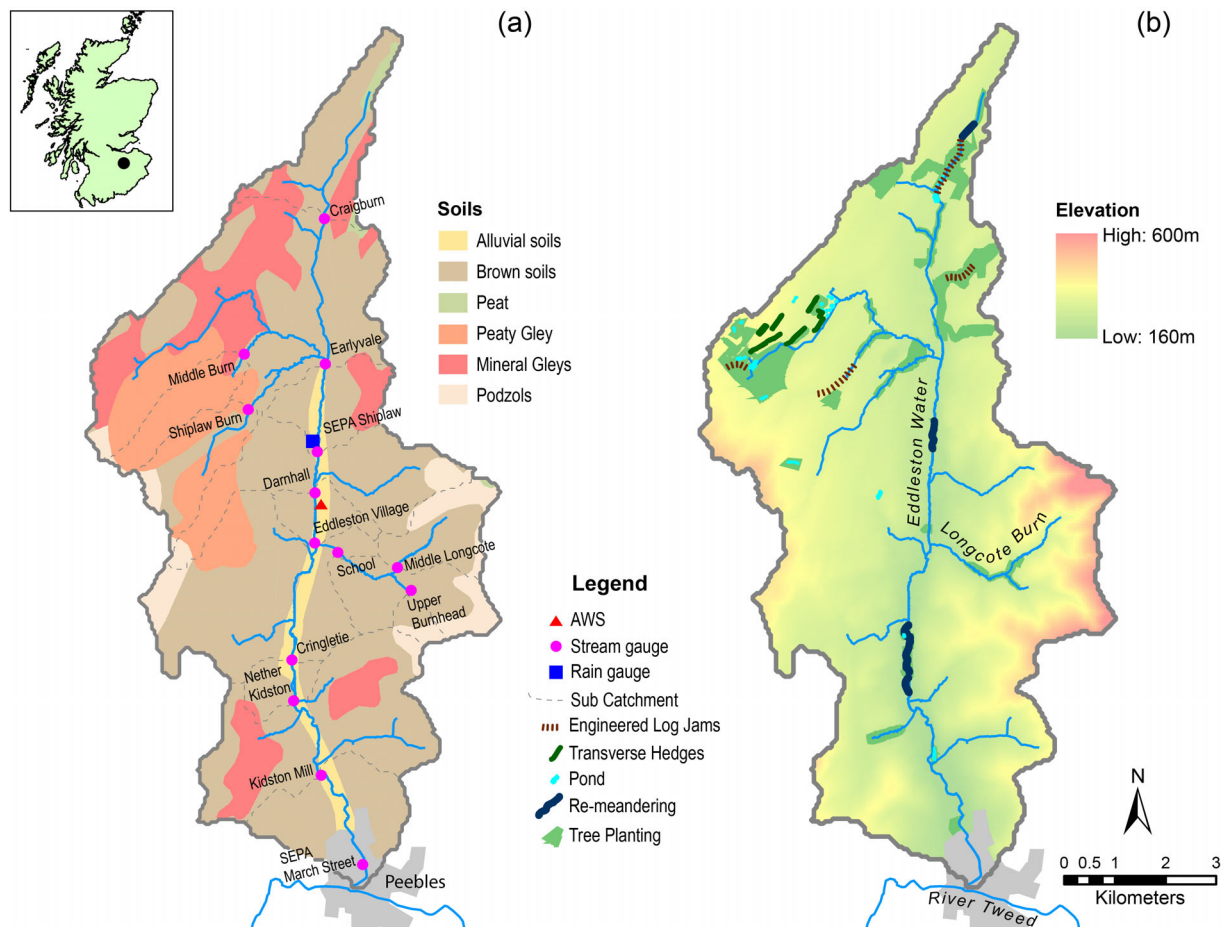 (a)
(b)
Soils
Alluvial soils
Brown soils
Peat
Peaty Gley
Mineral Gleys
Podzols
Craigburn
Earlyvale
Middle Burn
Shiplaw Burn
SEPA Shiplaw
Darnhall
Eddleston Village
School
Middle Longcote
Upper
Burnhead
Cringletie
Nether
Kidston
Kidston Mill
SEPA
March Street
Peebles
Legend
AWS
Stream gauge
Rain gauge
Sub Catchment
Engineered Log Jams
Transverse Hedges
Pond
Re-meandering
Tree Planting
Elevation
High: 600m
Low: 160m
Eddleston Water
Longcote Burn
River Tweed
N
0 0.5 1 2 3
Kilometers